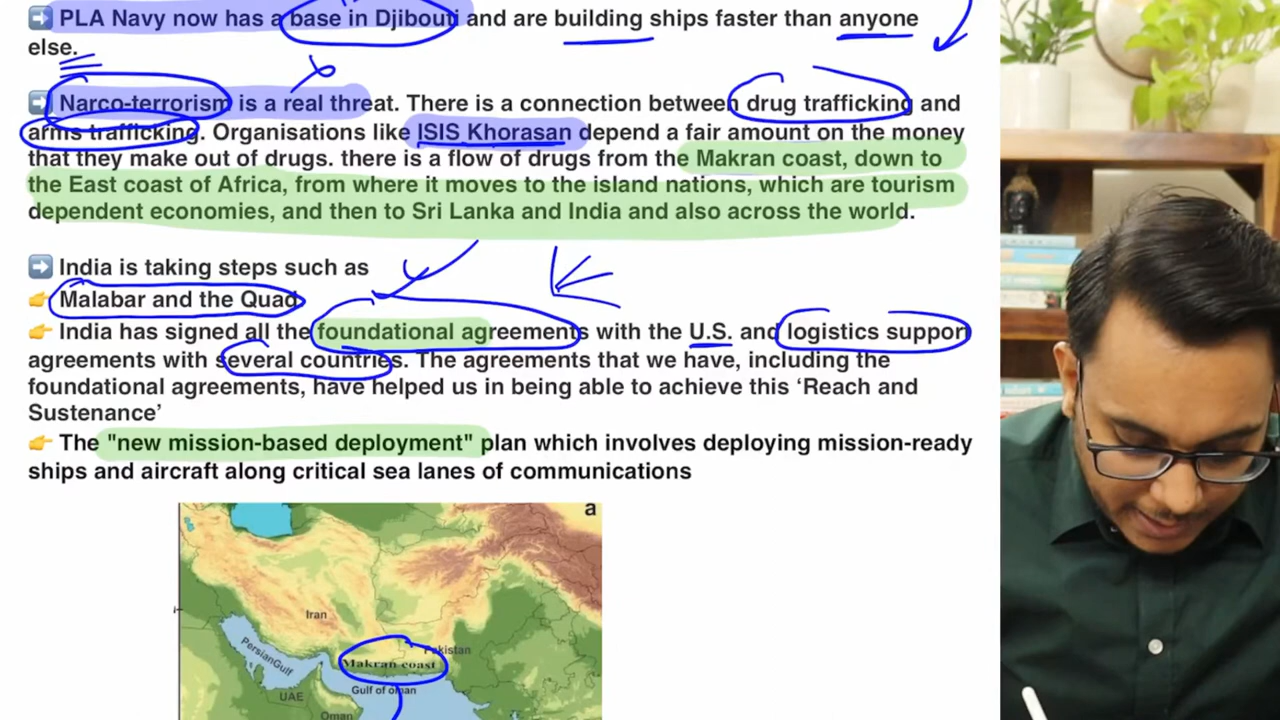 ➡️ PLA Navy now has a base in Djibouti and are building ships faster than anyone
else.
➡️ Narco-terrorism is a real threat. There is a connection between drug trafficking and
arms trafficking. Organisations like ISIS Khorasan depend a fair amount on the money
that they make out of drugs. there is a flow of drugs from the Makran coast, down to
the East coast of Africa, from where it moves to the island nations, which are tourism
dependent economies, and then to Sri Lanka and India and also across the world.
➡️ India is taking steps such as
👉 Malabar and the Quad
👉 India has signed all the foundational agreements with the U.S. and logistics support
agreements with several countries. The agreements that we have, including the
foundational agreements, have helped us in being able to achieve this ‘Reach and
Sustenance’
👉 The "new mission-based deployment" plan which involves deploying mission-ready
ships and aircraft along critical sea lanes of communications
a
Iran
Pakistan
PersianGulf
Makran coast
Gulf of oman
UAE
Oman